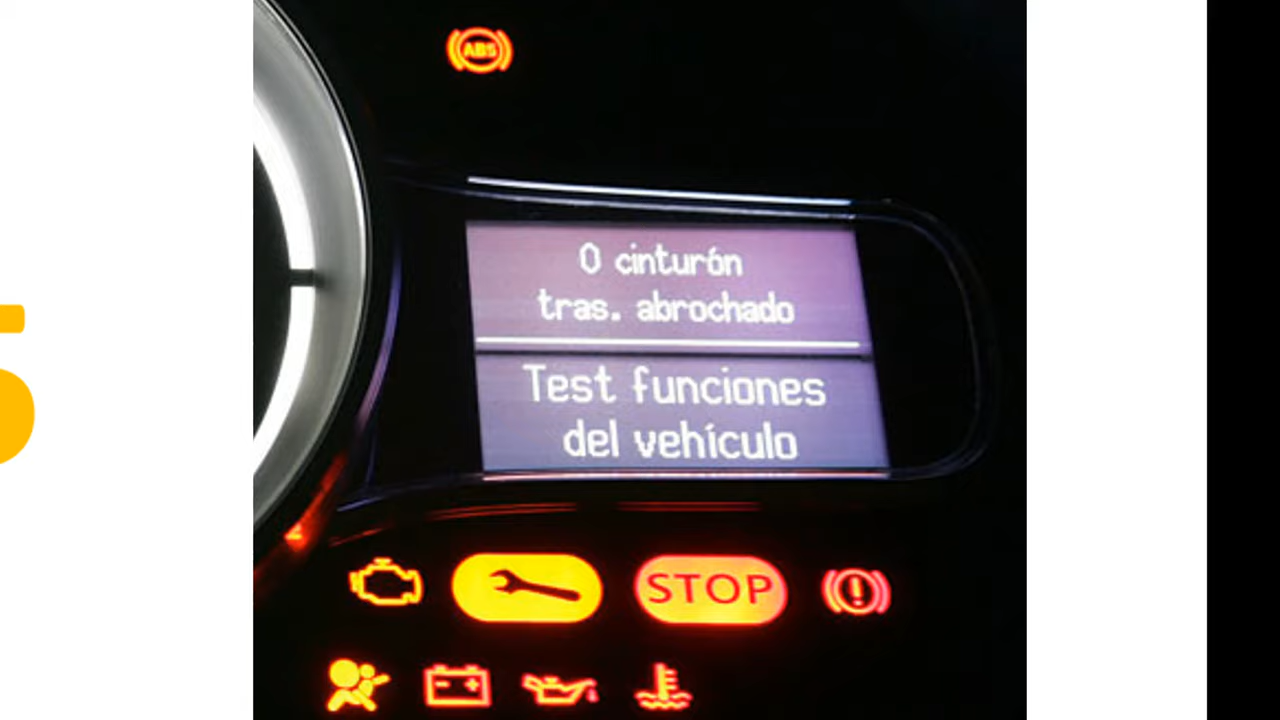 ABS
0 cinturón
tras. abrochado
Test funciones
del vehículo
STOP